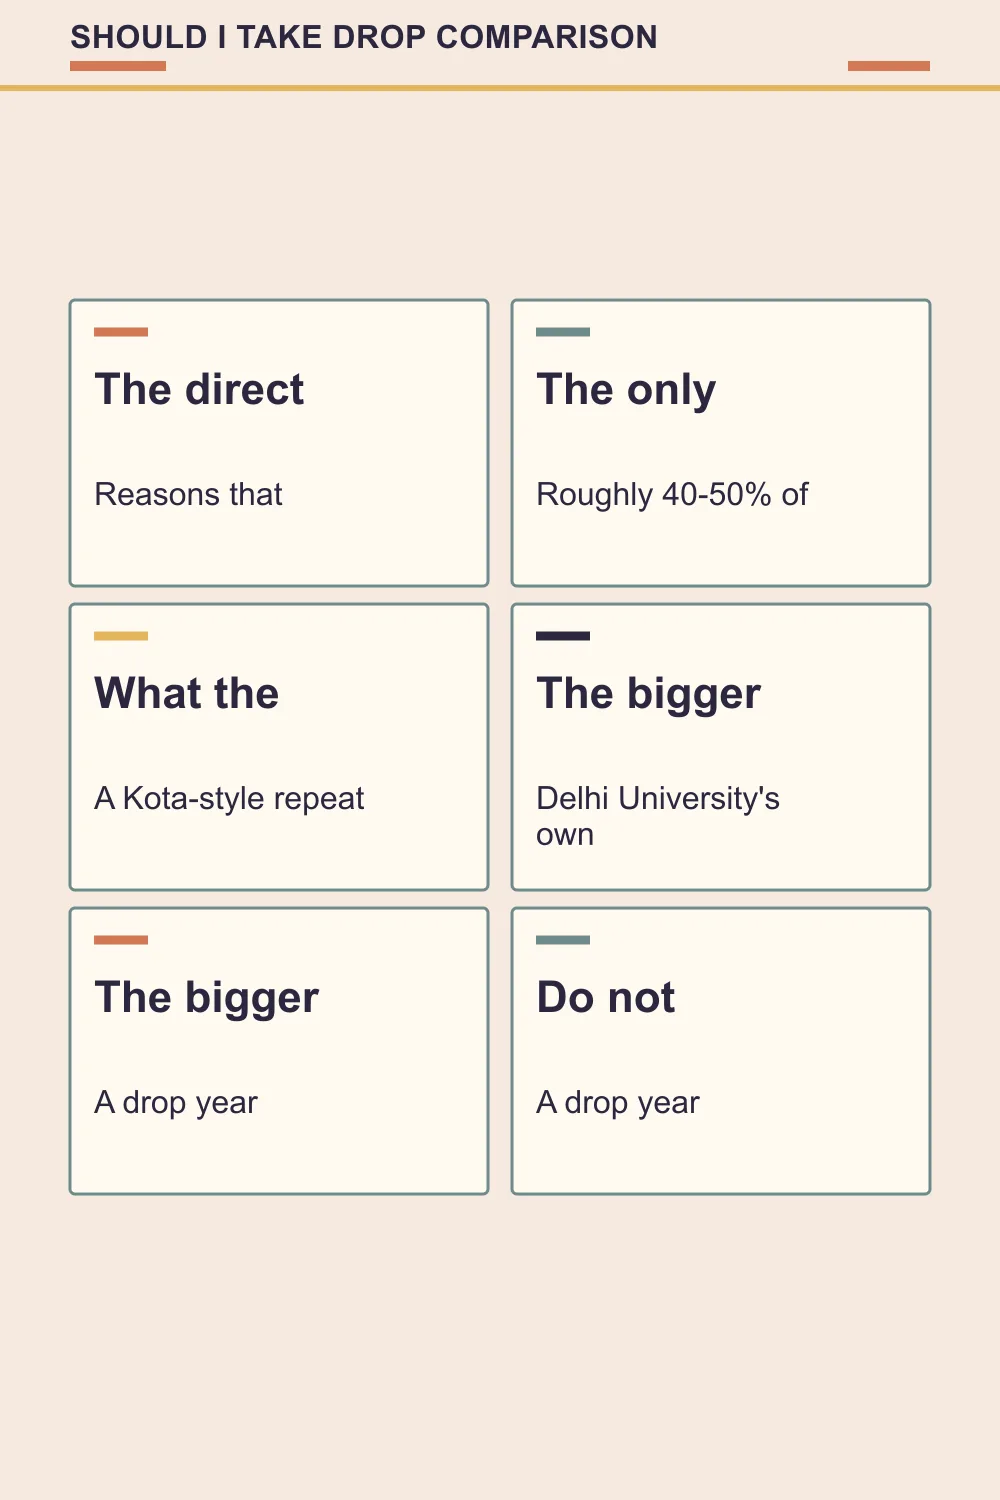 SHOULD I TAKE DROP COMPARISON
The direct
Reasons that
The only
Roughly 40-50% of
What the
A Kota-style repeat
The bigger
Delhi University's
own
The bigger
A drop year
Do not
A drop year